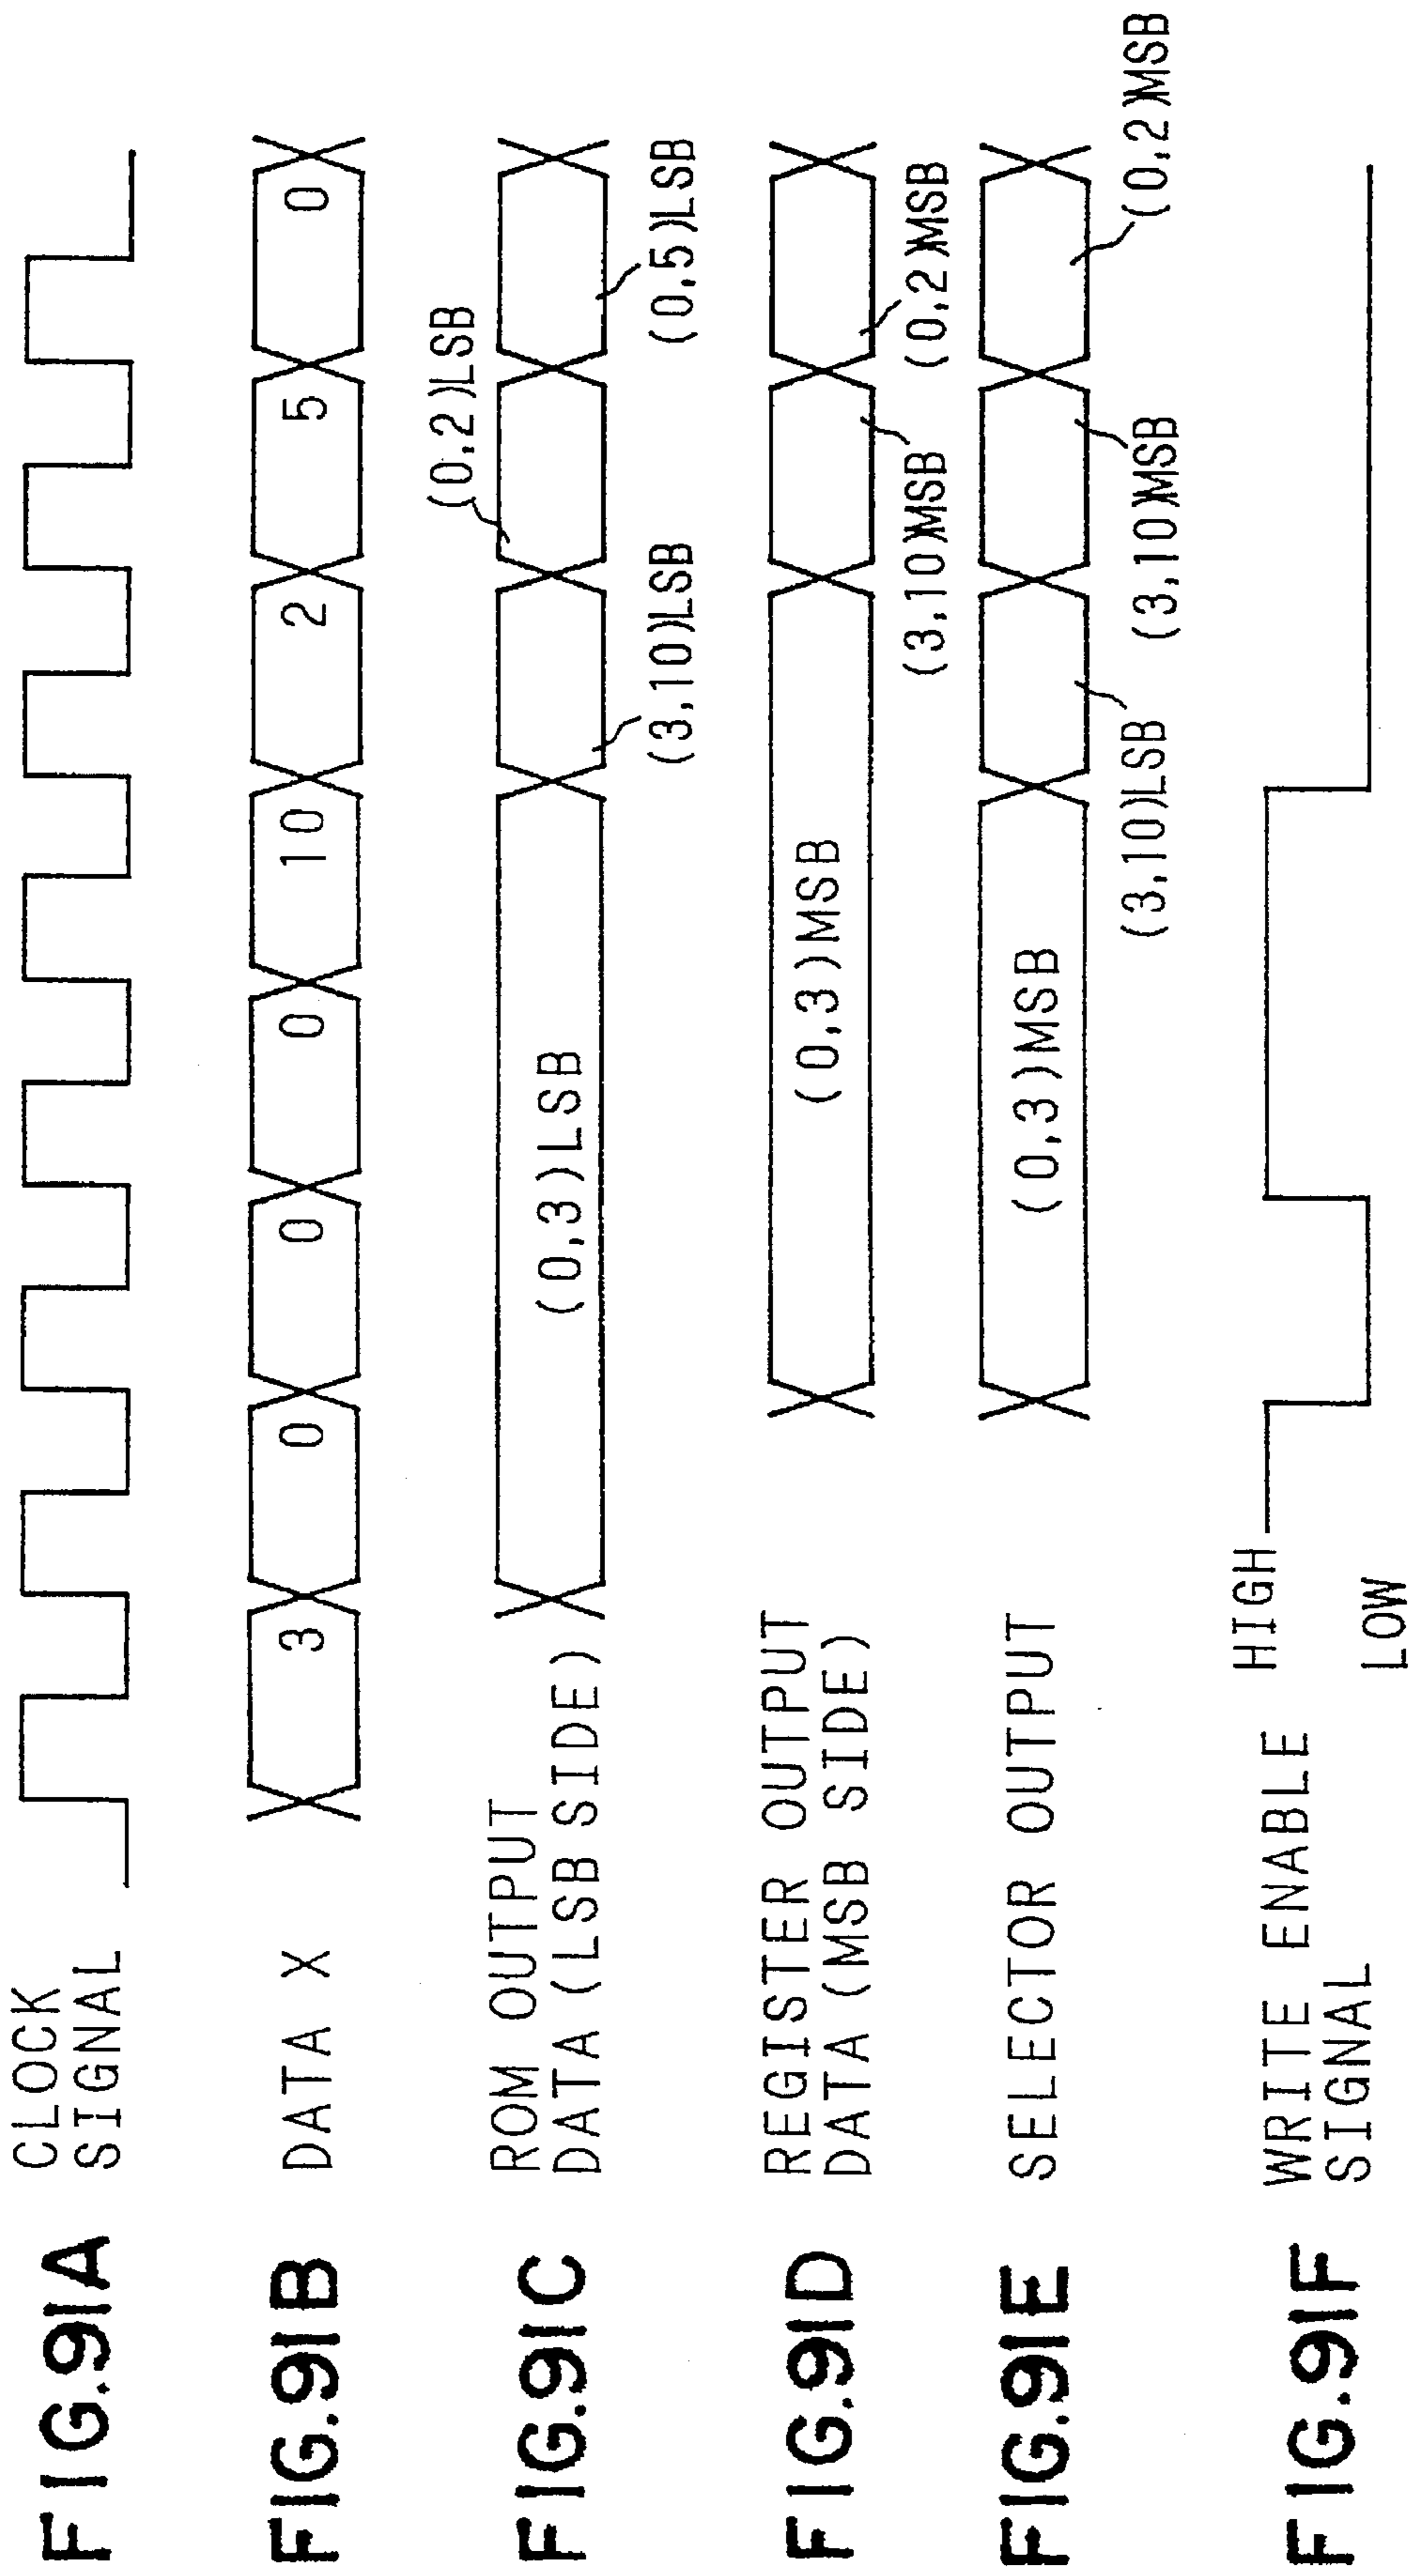 FIG.91A
CLOCK
SIGNAL
FIG.91B
DATA X
3
0
0
0
10
2
5
0
FIG.91C
ROM OUTPUT
DATA (LSB SIDE)
(0,3)LSB
(3,10)LSB
(0,2)LSB
(0,5)LSB
FIG.91D
REGISTER OUTPUT
DATA (MSB SIDE)
(0,3)MSB
(3,10)MSB
(0,2)MSB
FIG.91E
SELECTOR OUTPUT
(0,3)MSB
(3,10)LSB
(3,10)MSB
(0,2)MSB
FIG.91F
WRITE ENABLE
SIGNAL
HIGH
LOW